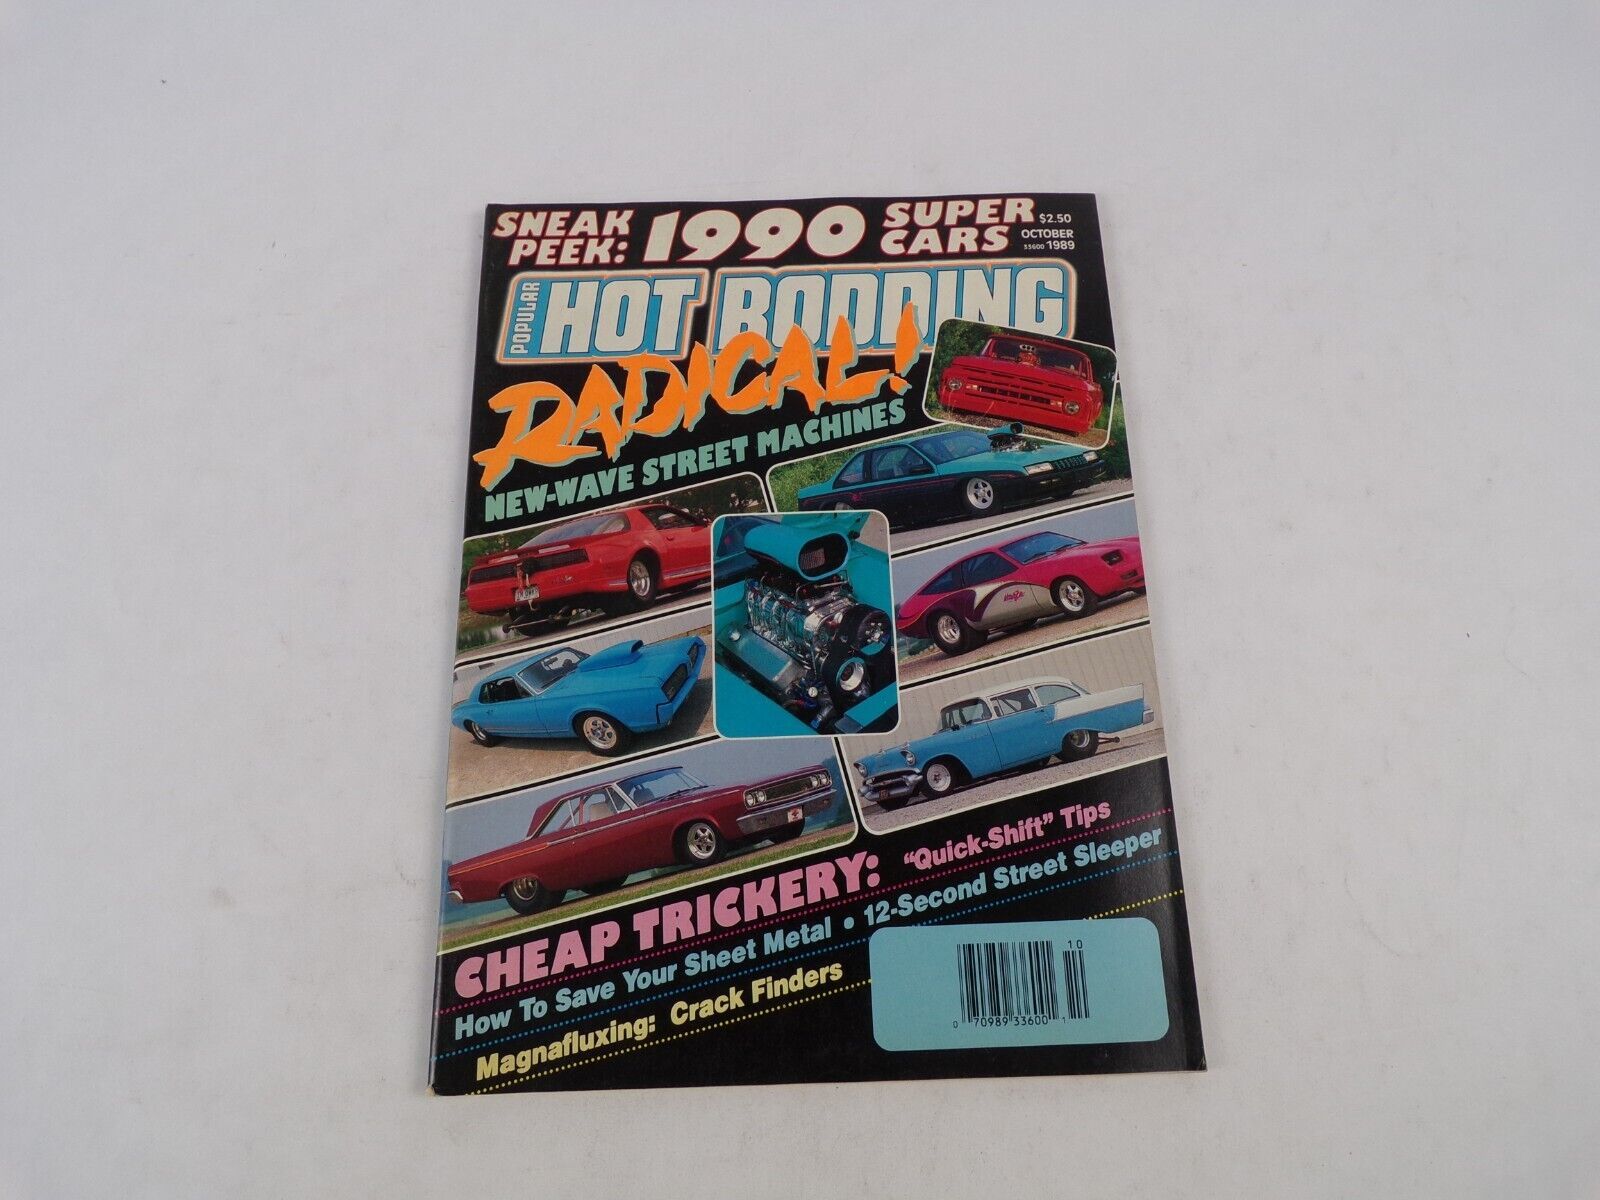 SNEAK PEEK: 1990 SUPER CARS
$2.50
OCTOBER
33600 1989
POPULAR HOT RODDING
RADICAL!
NEW-WAVE STREET MACHINES
CHEAP TRICKERY: "Quick-Shift" Tips
How To Save Your Sheet Metal • 12-Second Street Sleeper
Magnafluxing: Crack Finders
10
0 70989 33600 1